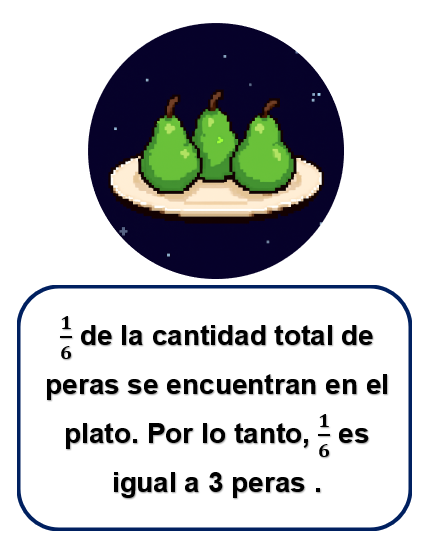 1/6 de la cantidad total de
peras se encuentran en el
plato. Por lo tanto, 1/6 es
igual a 3 peras .